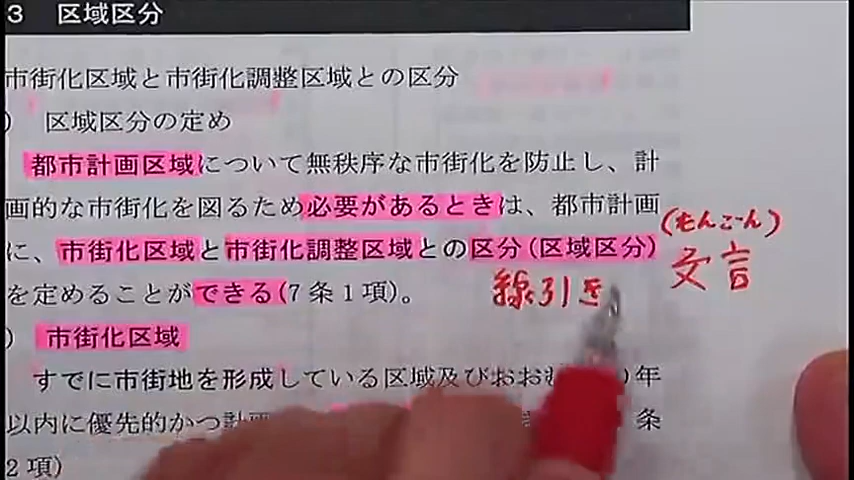 3 区域区分
市街化区域と市街化調整区域との区分
) 区域区分の定め
都市計画区域について無秩序な市街化を防止し、計
画的な市街化を図るため必要があるときは、都市計画
に、市街化区域と市街化調整区域との区分(区域区分)
を定めることができる(7条1項)。
(もんごん)
文言
線引き
) 市街化区域
すでに市街地を形成している区域及びおお 年
以内に優先的かつ計 条
2項)